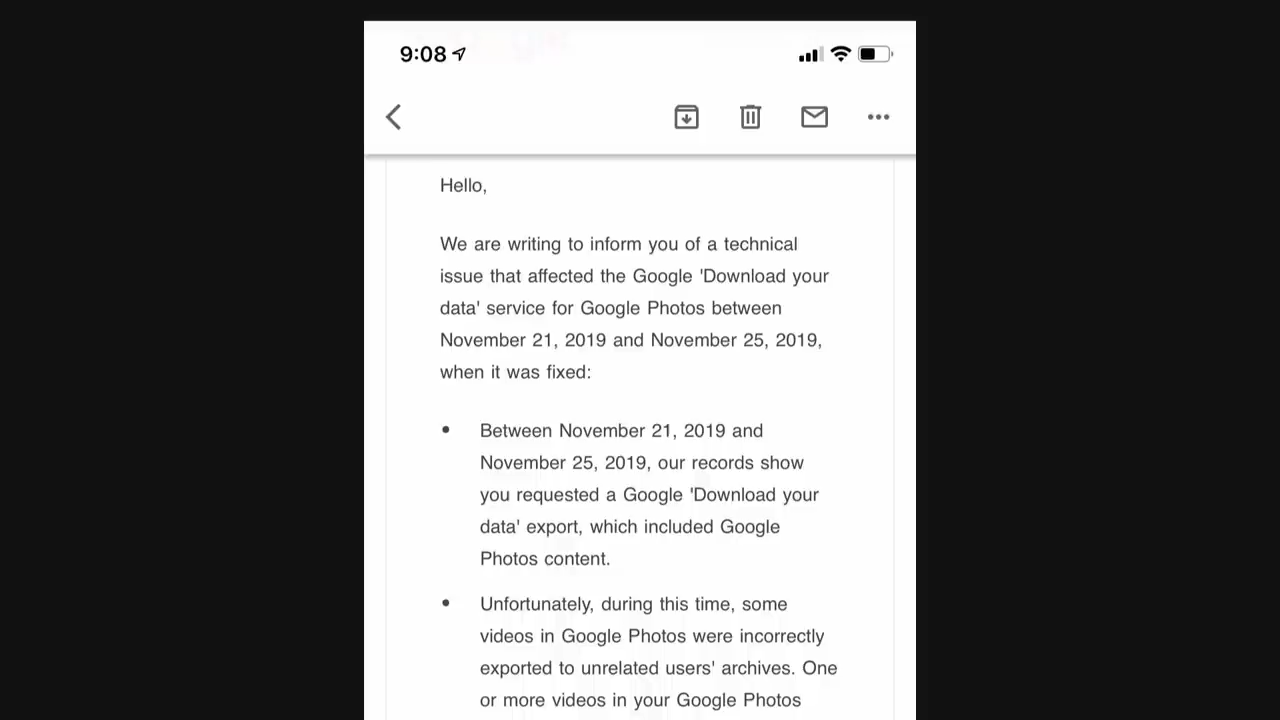 9:08
Hello,
We are writing to inform you of a technical
issue that affected the Google 'Download your
data' service for Google Photos between
November 21, 2019 and November 25, 2019,
when it was fixed:
• Between November 21, 2019 and
November 25, 2019, our records show
you requested a Google 'Download your
data' export, which included Google
Photos content.
• Unfortunately, during this time, some
videos in Google Photos were incorrectly
exported to unrelated users' archives. One
or more videos in your Google Photos